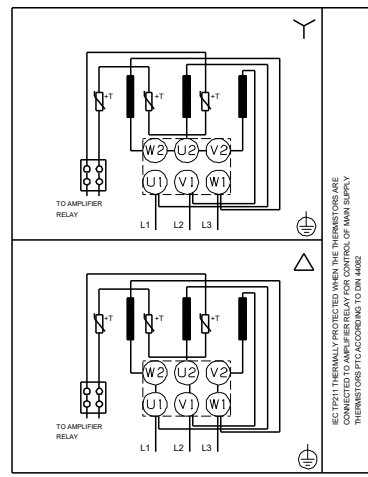 +T +T +T
W2 U2 V2
U1 V1 W1
TO AMPLIFIER
RELAY
L1 L2 L3
+T +T +T
W2 U2 V2
U1 V1 W1
TO AMPLIFIER
RELAY
L1 L2 L3
IEC TP211 THERMALLY PROTECTED WHEN THE THERMISTORS ARE
CONNECTED TO AMPLIFIER RELAY FOR CONTROL OF MAIN SUPPLY
THERMISTORS PTC ACCORDING TO DIN 44082